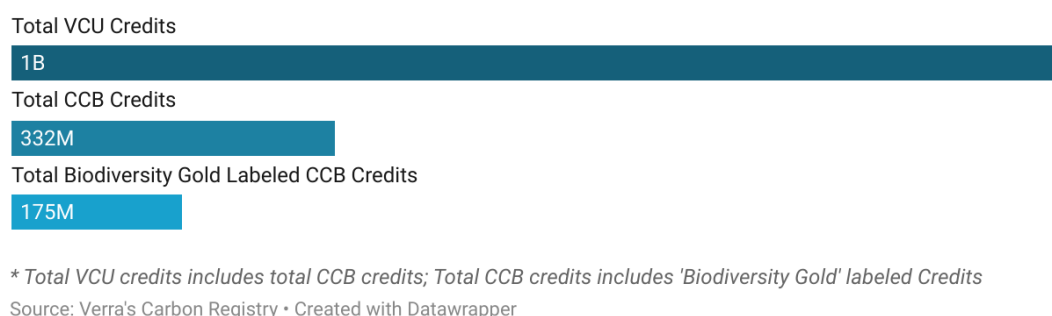 Total VCU Credits
1B
Total CCB Credits
332M
Total Biodiversity Gold Labeled CCB Credits
175M
* Total VCU credits includes total CCB credits; Total CCB credits includes 'Biodiversity Gold' labeled Credits
Source: Verra's Carbon Registry • Created with Datawrapper